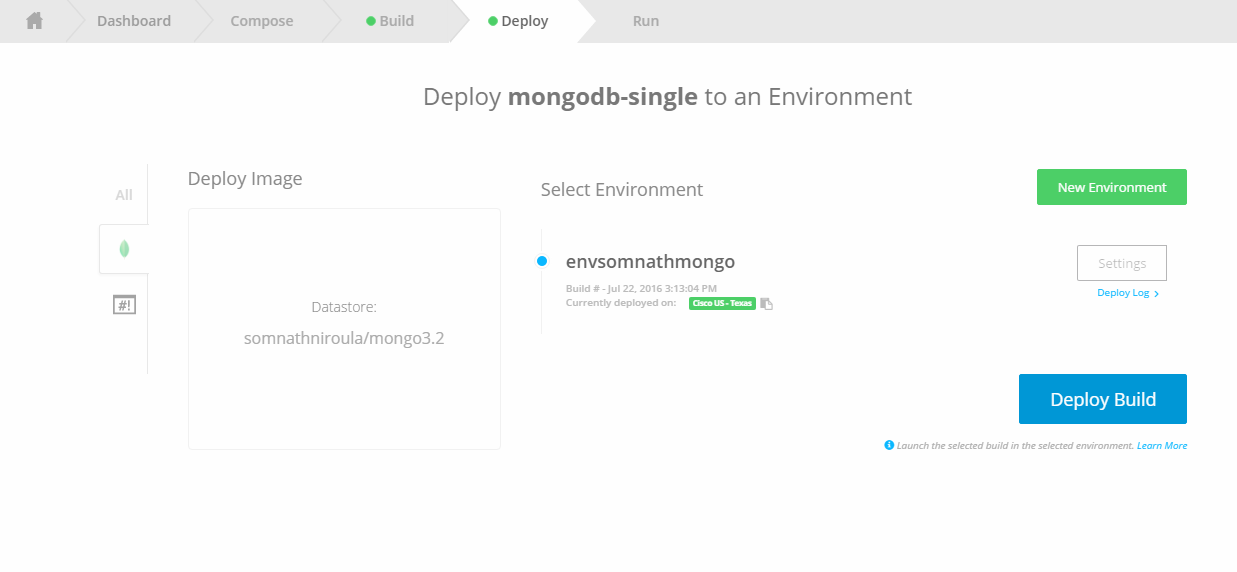 Dashboard
Compose
Build
Deploy
Run
Deploy mongodb-single to an Environment
All
#!
Deploy Image
Datastore:
somnathniroula/mongo3.2
Select Environment
New Environment
envsomnathmongo
Build # - Jul 22, 2016 3:13:04 PM
Currently deployed on: Cisco US - Texas
Settings
Deploy Log
Deploy Build
Launch the selected build in the selected environment. Learn More